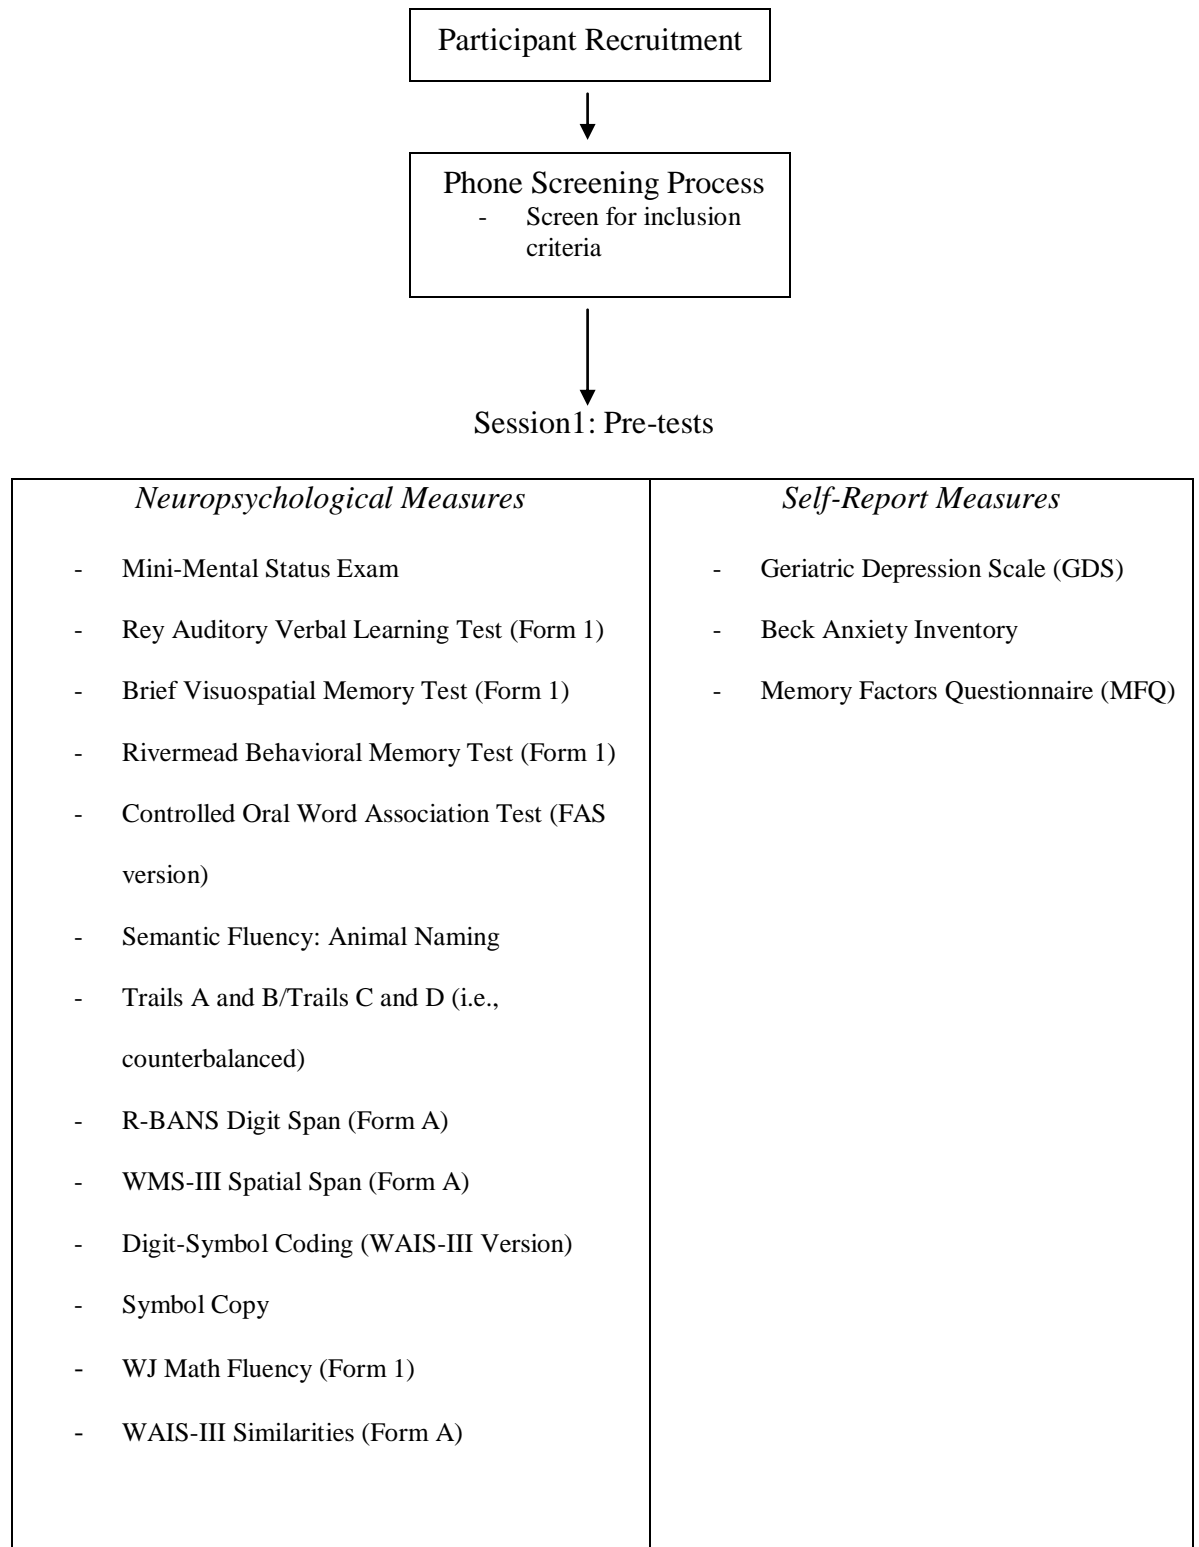 Participant Recruitment
Phone Screening Process
- Screen for inclusion
criteria
Session1: Pre-tests
Neuropsychological Measures
- Mini-Mental Status Exam
- Rey Auditory Verbal Learning Test (Form 1)
- Brief Visuospatial Memory Test (Form 1)
- Rivermead Behavioral Memory Test (Form 1)
- Controlled Oral Word Association Test (FAS
version)
- Semantic Fluency: Animal Naming
- Trails A and B/Trails C and D (i.e.,
counterbalanced)
- R-BANS Digit Span (Form A)
- WMS-III Spatial Span (Form A)
- Digit-Symbol Coding (WAIS-III Version)
- Symbol Copy
- WJ Math Fluency (Form 1)
- WAIS-III Similarities (Form A)
Self-Report Measures
- Geriatric Depression Scale (GDS)
- Beck Anxiety Inventory
- Memory Factors Questionnaire (MFQ)